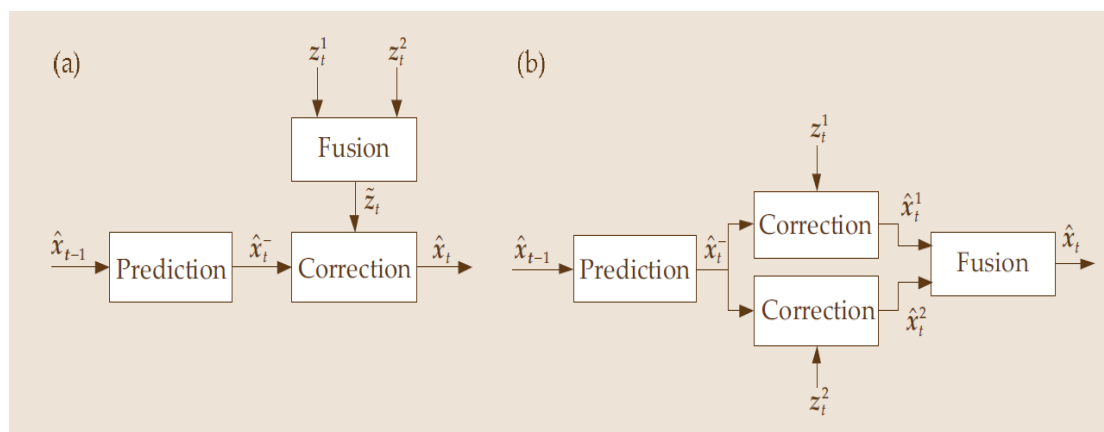 (a)
z_t^1
z_t^2
Fusion
z̃_t
x̂_{t−1}
Prediction
x̂_t^−
Correction
x̂_t
(b)
z_t^1
x̂_{t−1}
Prediction
x̂_t^−
Correction
x̂_t^1
Correction
x̂_t^2
Fusion
x̂_t
z_t^2